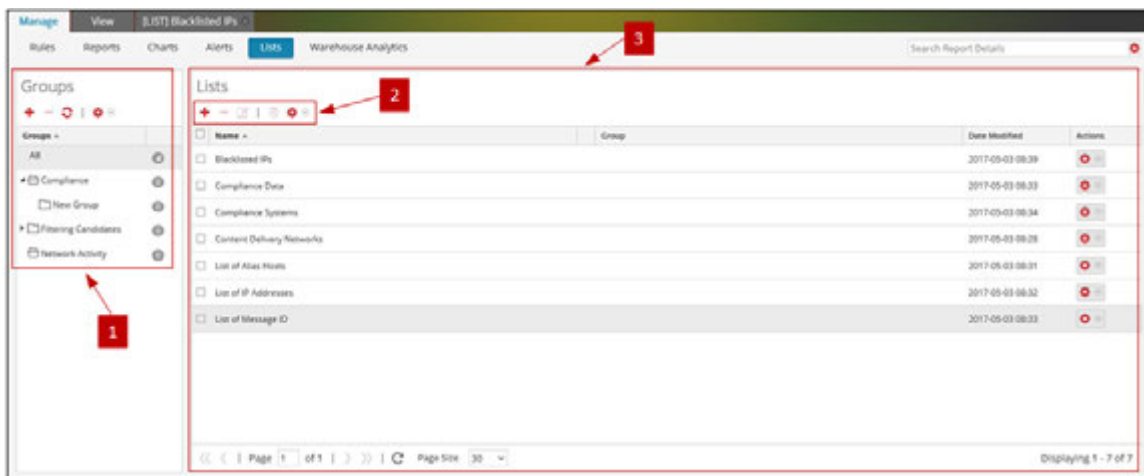 Manage View [LIST] Blacklisted IPs
Rules Reports Charts Alerts Lists Warehouse Analytics Search Report Details
3
Groups
Lists
2
Groups
Name Group Date Modified Actions
All
Blacklisted IPs 2017-05-03 08:39
Compliance
Compliance Data 2017-05-03 08:33
New Group
Compliance Systems 2017-05-03 08:34
Filtering Candidates
Content Delivery Networks 2017-05-03 08:28
Network Activity
List of Alias Hosts 2017-05-03 08:31
List of IP Addresses 2017-05-03 08:32
1
List of Message ID 2017-05-03 08:33
Page 1 of 1 | Page Size 30 Displaying 1 - 7 of 7